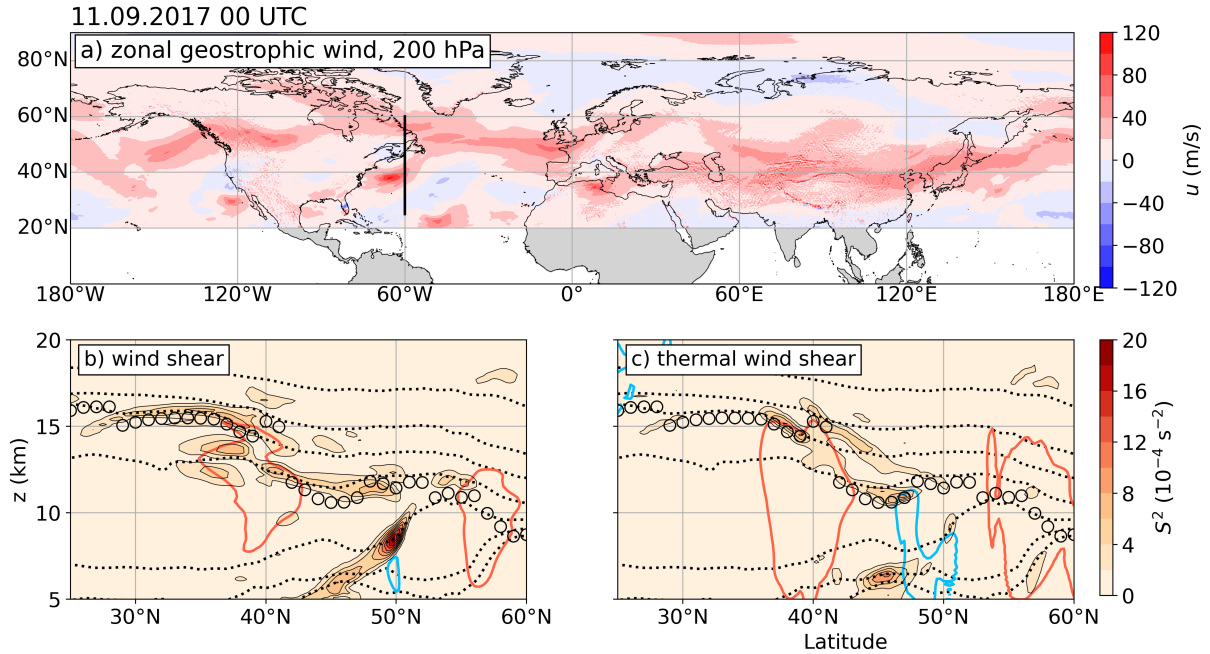 11.09.2017 00 UTC
a) zonal geostrophic wind, 200 hPa
80°N
60°N
40°N
20°N
180°W 120°W 60°W 0° 60°E 120°E 180°E
120
80
40
0
−40
−80
−120
u (m/s)
b) wind shear
20
15
10
5
z (km)
30°N 40°N 50°N 60°N
c) thermal wind shear
30°N 40°N 50°N 60°N
Latitude
20
16
12
8
4
0
S² (10⁻⁴ s⁻²)